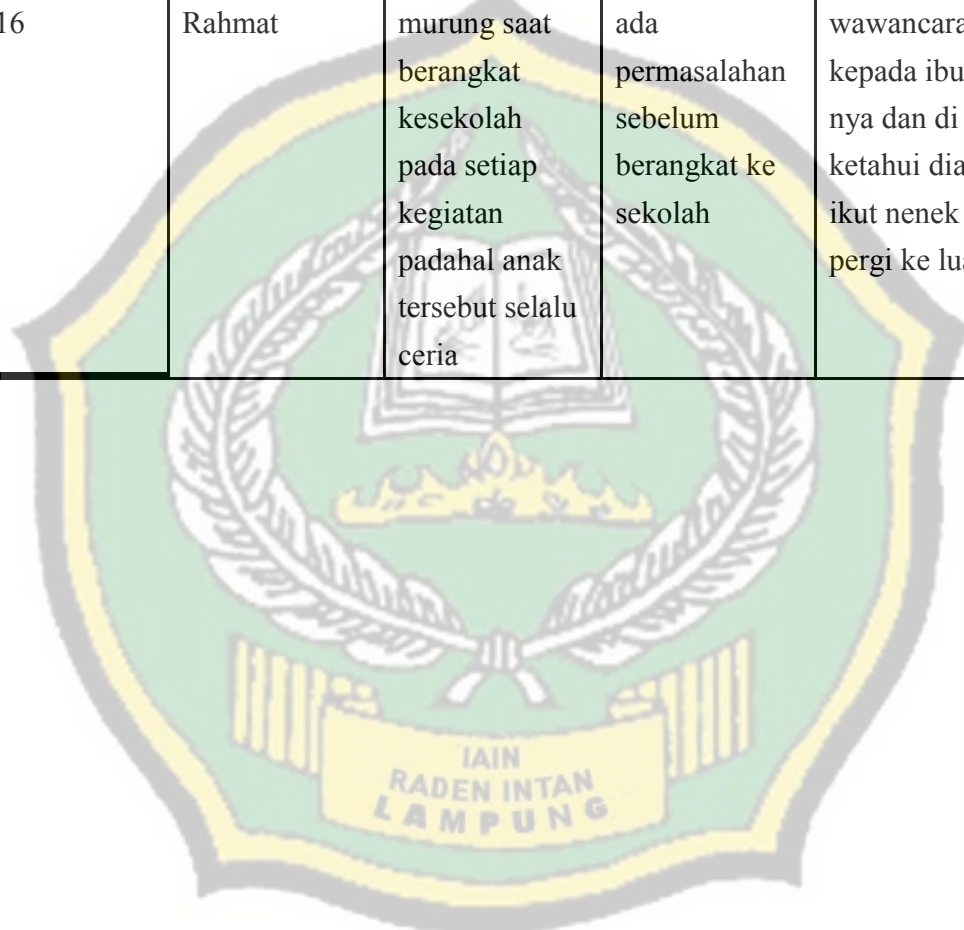 16
Rahmat
murung saat
berangkat
kesekolah
pada setiap
kegiatan
padahal anak
tersebut selalu
ceria
ada
permasalahan
sebelum
berangkat ke
sekolah
wawancara
kepada ibu
nya dan di
ketahui dia
ikut nenek
pergi ke
IAIN
RADEN INTAN
LAMPUNG